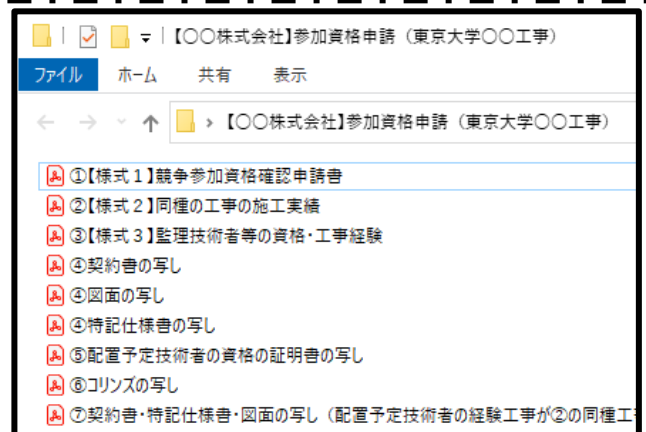 【〇〇株式会社】参加資格申請（東京大学〇〇工事）
ファイル ホーム 共有 表示
【〇〇株式会社】参加資格申請（東京大学〇〇工事）
①【様式１】競争参加資格確認申請書
②【様式２】同種の工事の施工実績
③【様式３】監理技術者等の資格・工事経験
④契約書の写し
④図面の写し
④特記仕様書の写し
⑤配置予定技術者の資格の証明書の写し
⑥コリンズの写し
⑦契約書・特記仕様書・図面の写し（配置予定技術者の経験工事が②の同種工